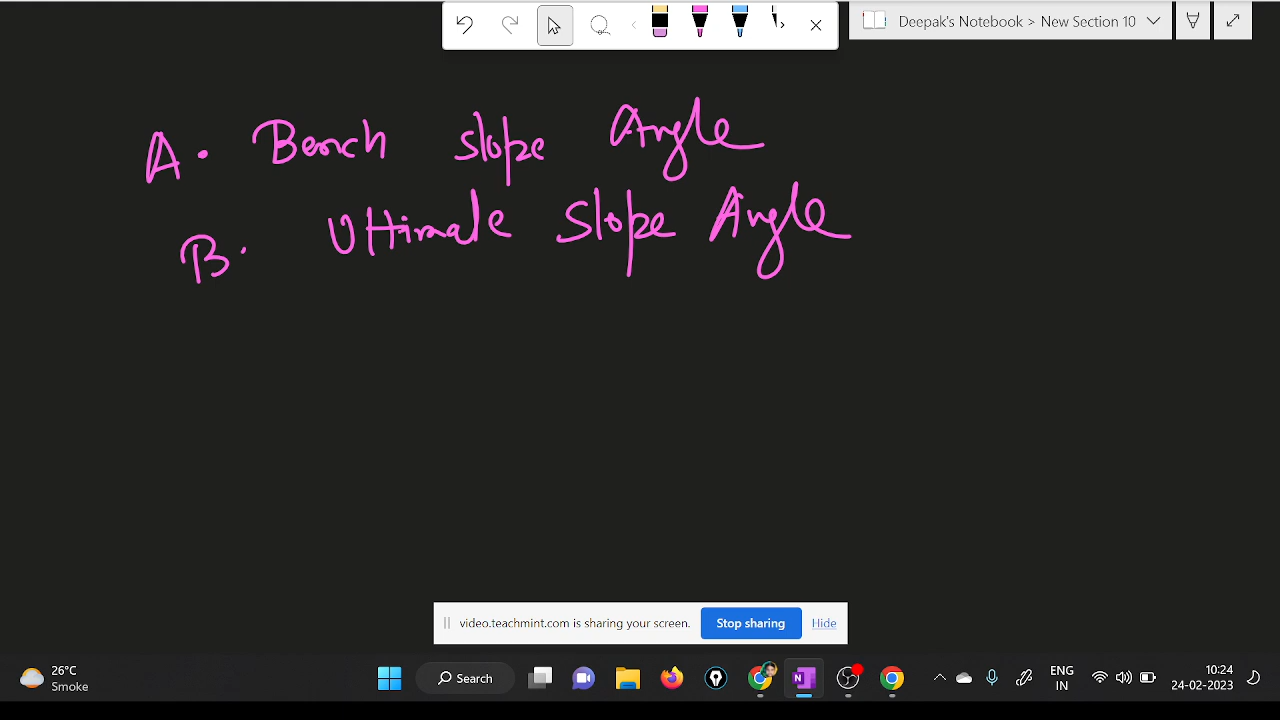 Deepak's Notebook > New Section 10
A. Bench slope Angle
B. Ultimate Slope Angle
video.teachmint.com is sharing your screen. Stop sharing Hide
26°C
Smoke
Search
ENG
IN
10:24
24-02-2023